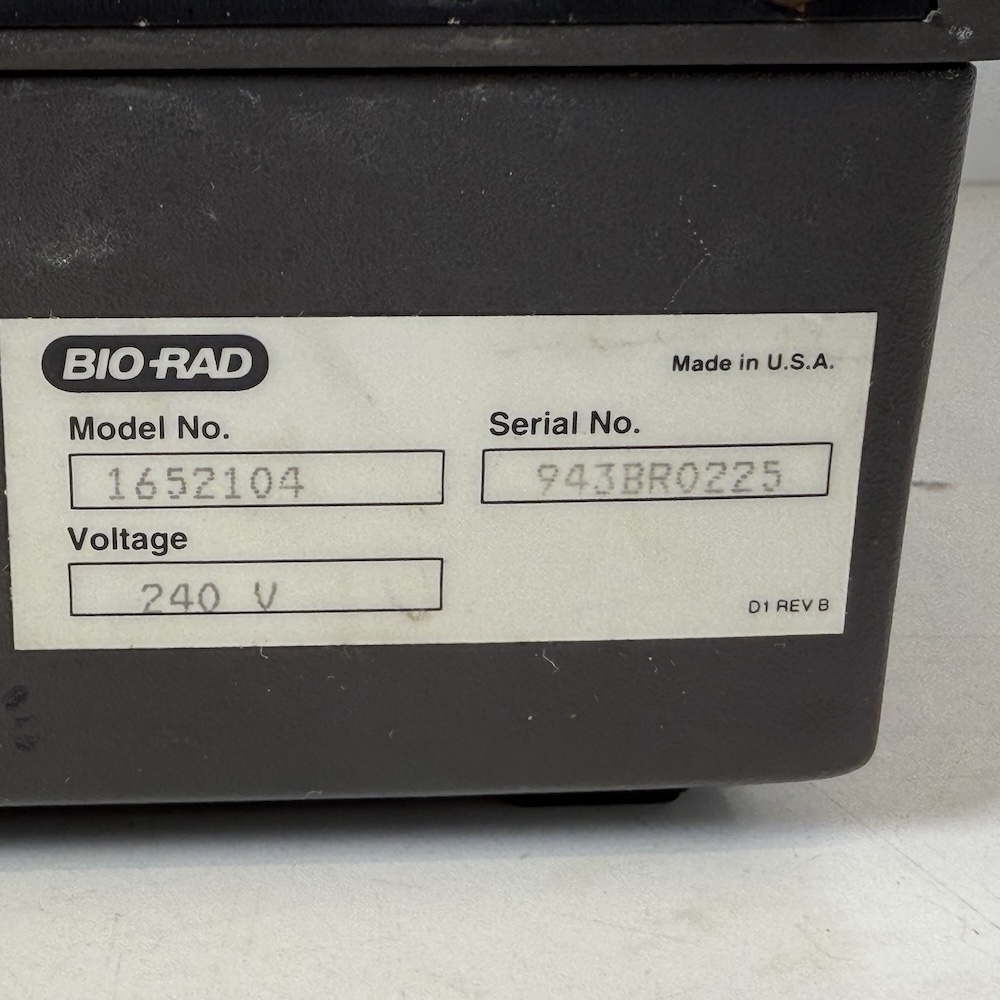 BIO-RAD
Made in U.S.A.
Model No.
Serial No.
1652104
943BR0225
Voltage
240 V
D1 REV B